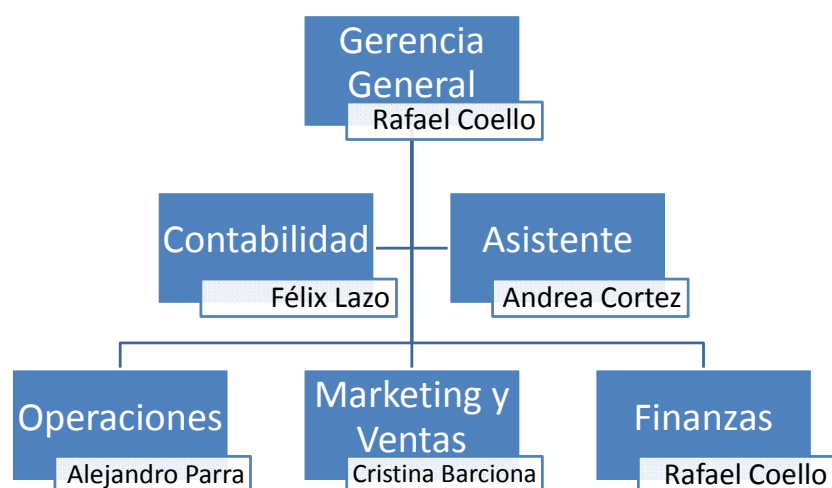 Gerencia
General
Rafael Coello
Contabilidad
Félix Lazo
Asistente
Andrea Cortez
Operaciones
Alejandro Parra
Marketing y
Ventas
Cristina Barciona
Finanzas
Rafael Coello